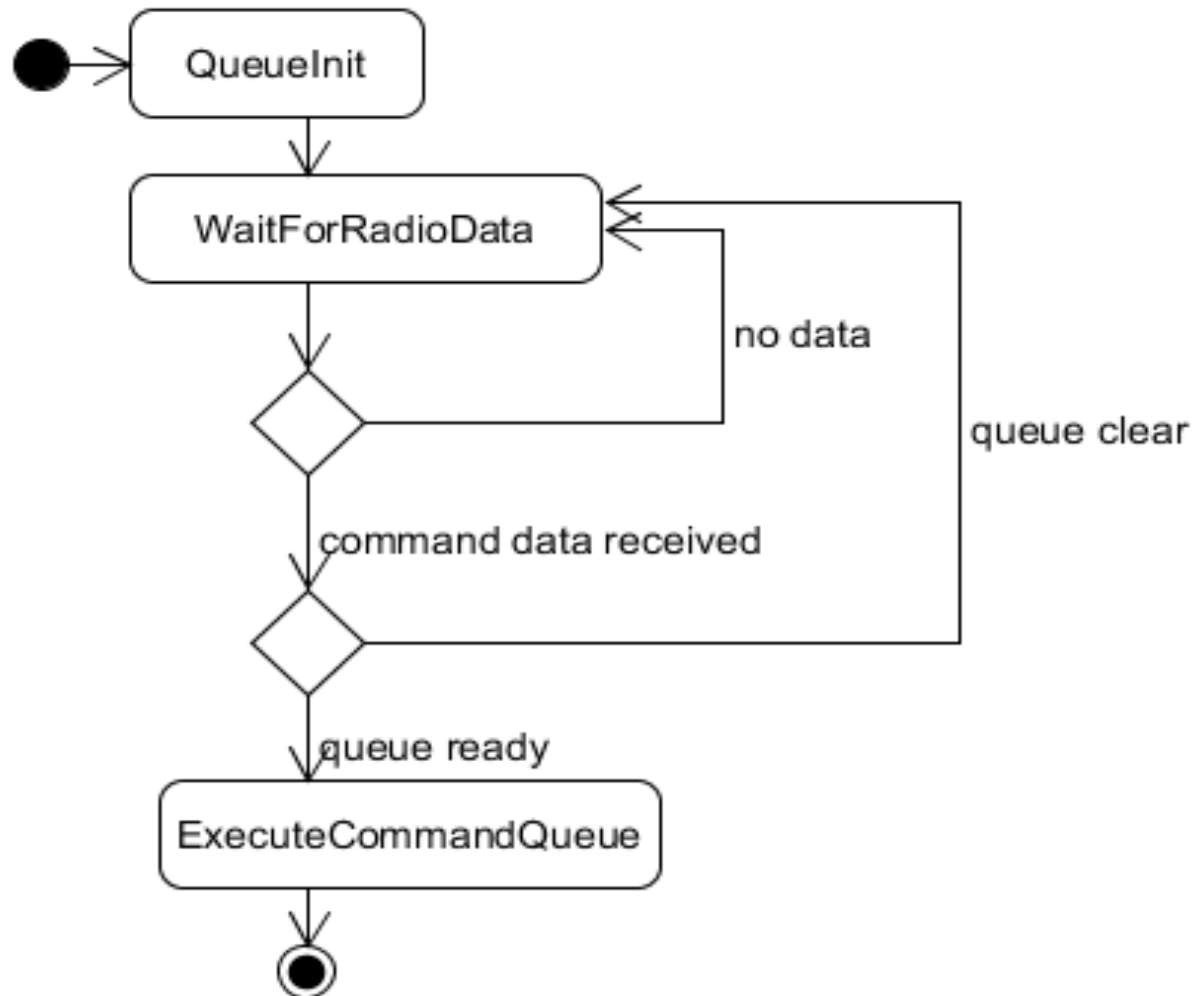 QueueInit
WaitForRadioData
no data
queue clear
command data received
queue ready
ExecuteCommandQueue